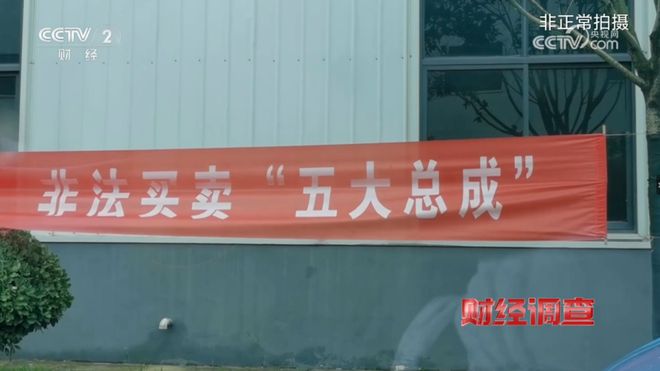 CCTV 2
财经
非正常拍摄
央视网
CCTV.com
非法买卖“五大总成”
财经调查